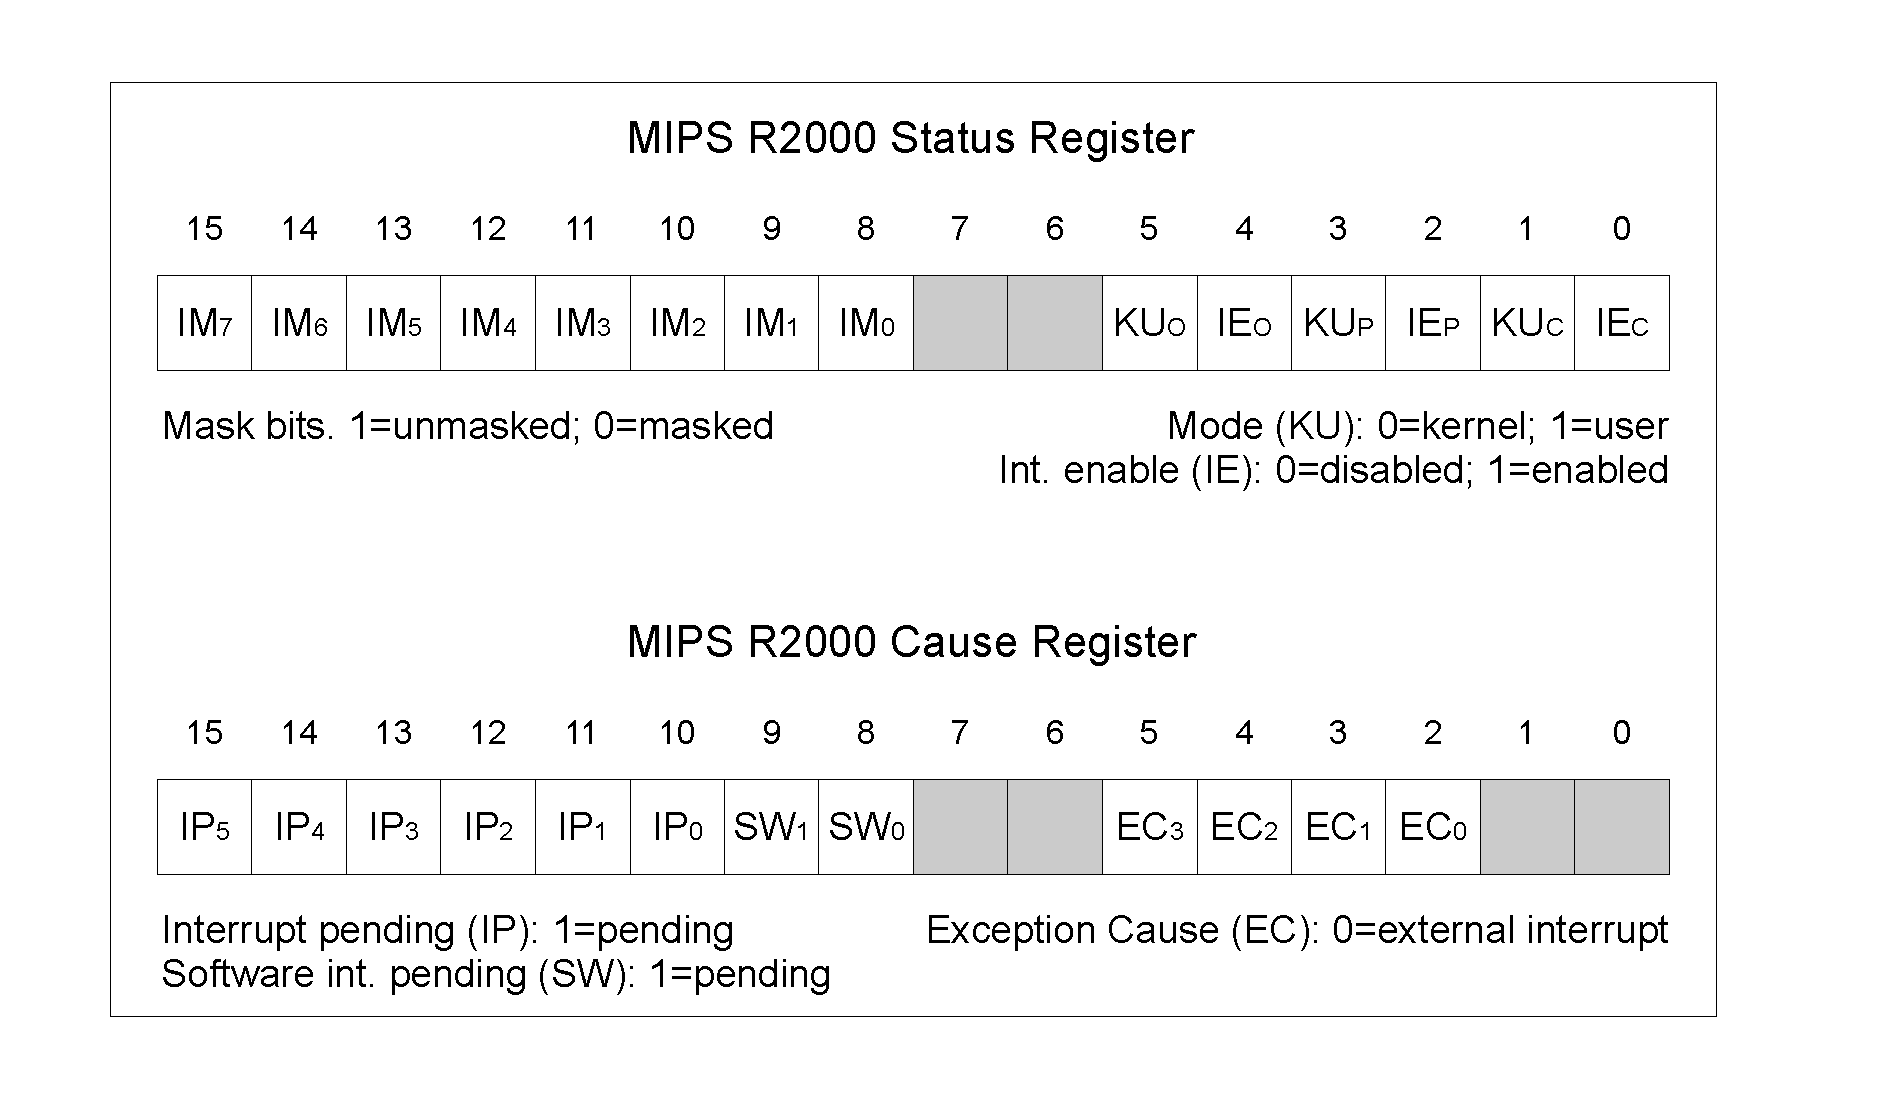 MIPS R2000 Status Register
15 14 13 12 11 10 9 8 7 6 5 4 3 2 1 0
IM7 IM6 IM5 IM4 IM3 IM2 IM1 IM0 KUO IEO KUP IEP KUC IEC
Mask bits. 1=unmasked; 0=masked
Mode (KU): 0=kernel; 1=user
Int. enable (IE): 0=disabled; 1=enabled
MIPS R2000 Cause Register
15 14 13 12 11 10 9 8 7 6 5 4 3 2 1 0
IP5 IP4 IP3 IP2 IP1 IP0 SW1 SW0 EC3 EC2 EC1 EC0
Interrupt pending (IP): 1=pending
Software int. pending (SW): 1=pending
Exception Cause (EC): 0=external interrupt